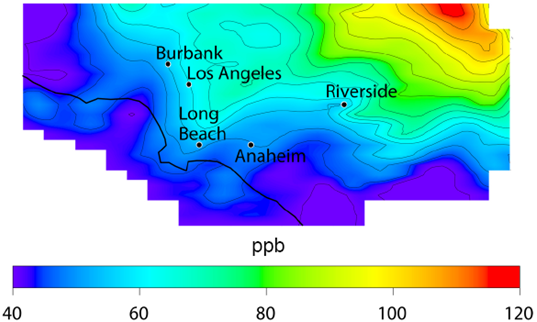 Burbank
Los Angeles
Riverside
Long
Beach
Anaheim
ppb
40 60 80 100 120